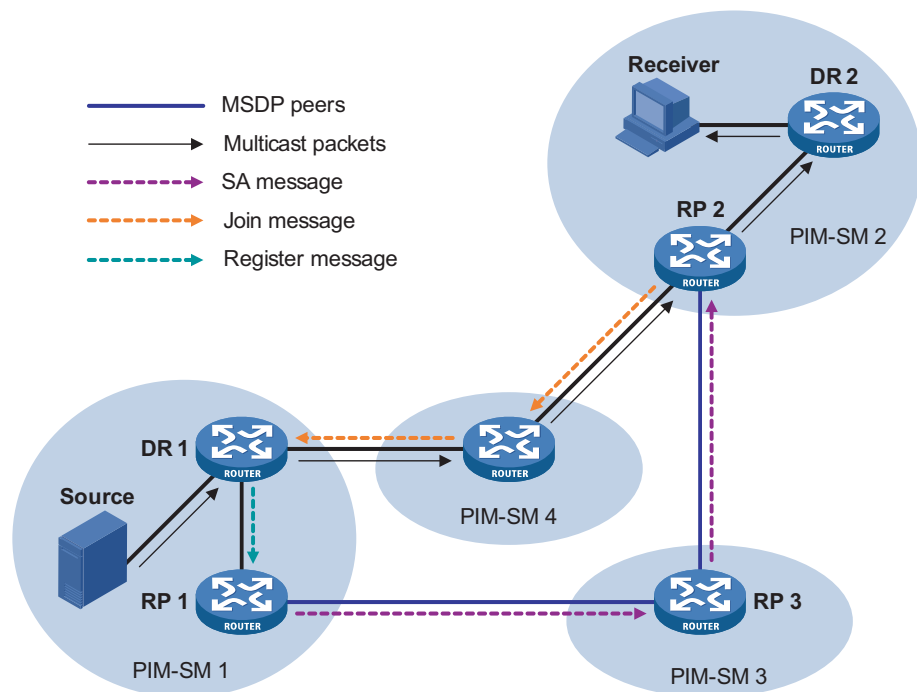 Receiver
DR 2
ROUTER
MSDP peers
Multicast packets
SA message
Join message
Register message
RP 2
ROUTER
PIM-SM 2
DR 1
ROUTER
ROUTER
Source
PIM-SM 4
RP 1
ROUTER
RP 3
ROUTER
PIM-SM 1
PIM-SM 3